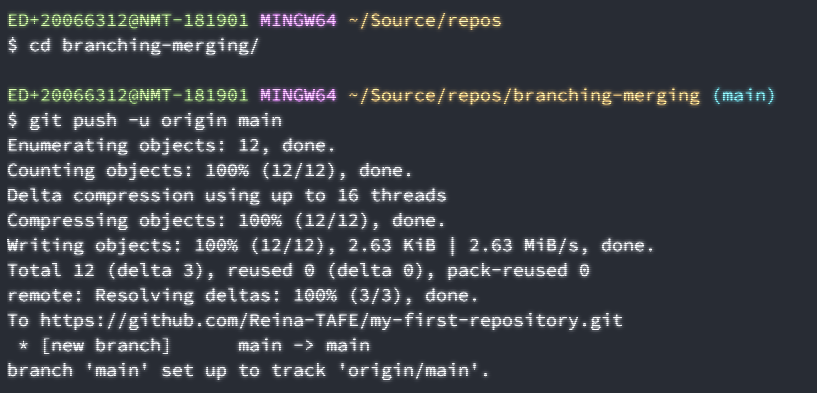 ED+20066312@NMT-181901 MINGW64 ~/Source/repos
$ cd branching-merging/
ED+20066312@NMT-181901 MINGW64 ~/Source/repos/branching-merging (main)
$ git push -u origin main
Enumerating objects: 12, done.
Counting objects: 100% (12/12), done.
Delta compression using up to 16 threads
Compressing objects: 100% (12/12), done.
Writing objects: 100% (12/12), 2.63 KiB | 2.63 MiB/s, done.
Total 12 (delta 3), reused 0 (delta 0), pack-reused 0
remote: Resolving deltas: 100% (3/3), done.
To https://github.com/Reina-TAFE/my-first-repository.git
 * [new branch]      main -> main
branch 'main' set up to track 'origin/main'.